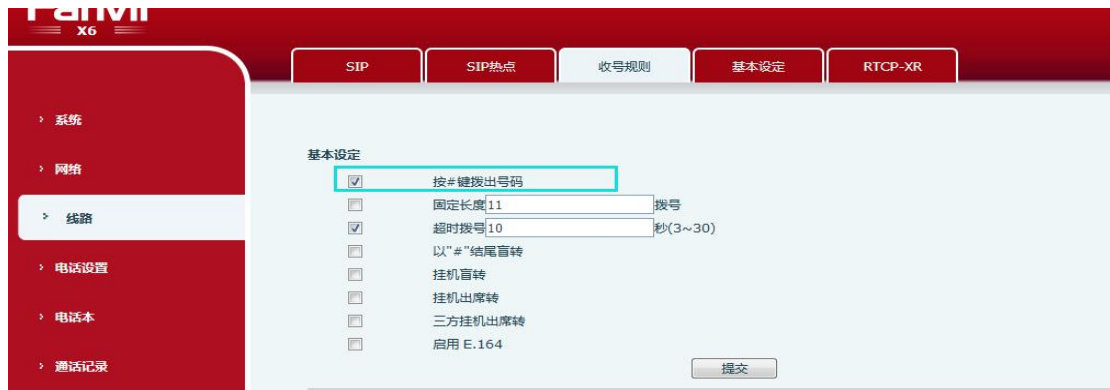 Fanvil
X6
SIP
SIP热点
收号规则
基本设定
RTCP-XR
系统
网络
线路
电话设置
电话本
通话记录
基本设定
按#键拨出号码
固定长度 11 拨号
超时拨号 10 秒(3~30)
以"#"结尾盲转
挂机盲转
挂机出席转
三方挂机出席转
启用 E.164
提交